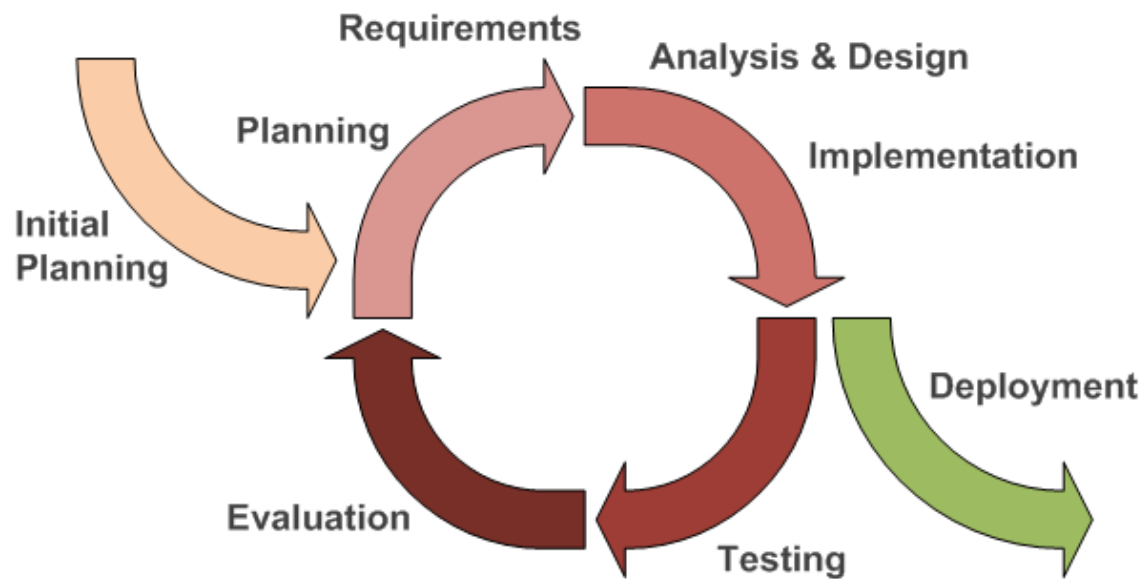 Requirements
Analysis & Design
Planning
Implementation
Initial
Planning
Deployment
Evaluation
Testing